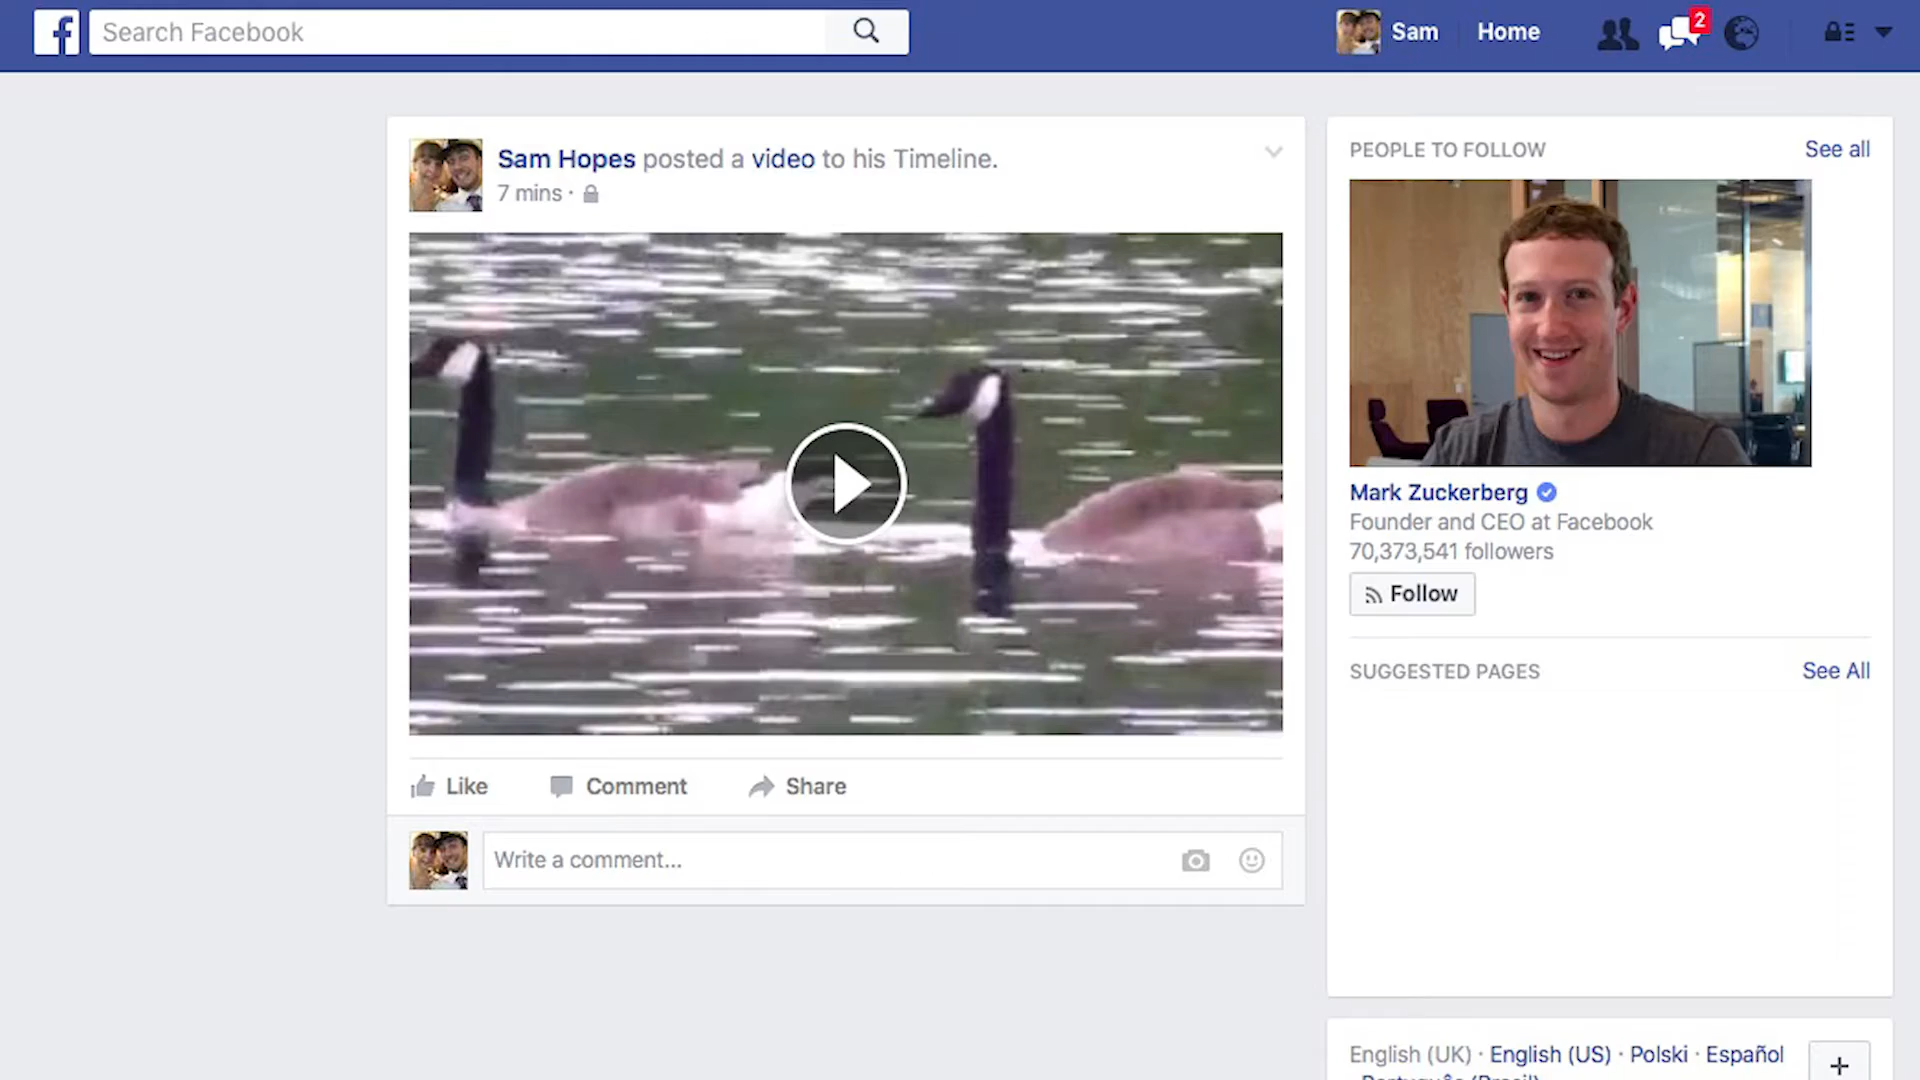 Search Facebook
Sam
Home
2
Sam Hopes posted a video to his Timeline.
7 mins ·
Like
Comment
Share
Write a comment...
PEOPLE TO FOLLOW
See all
Mark Zuckerberg
Founder and CEO at Facebook
70,373,541 followers
Follow
SUGGESTED PAGES
See All
English (UK) · English (US) · Polski · Español
· Português (Brasil)